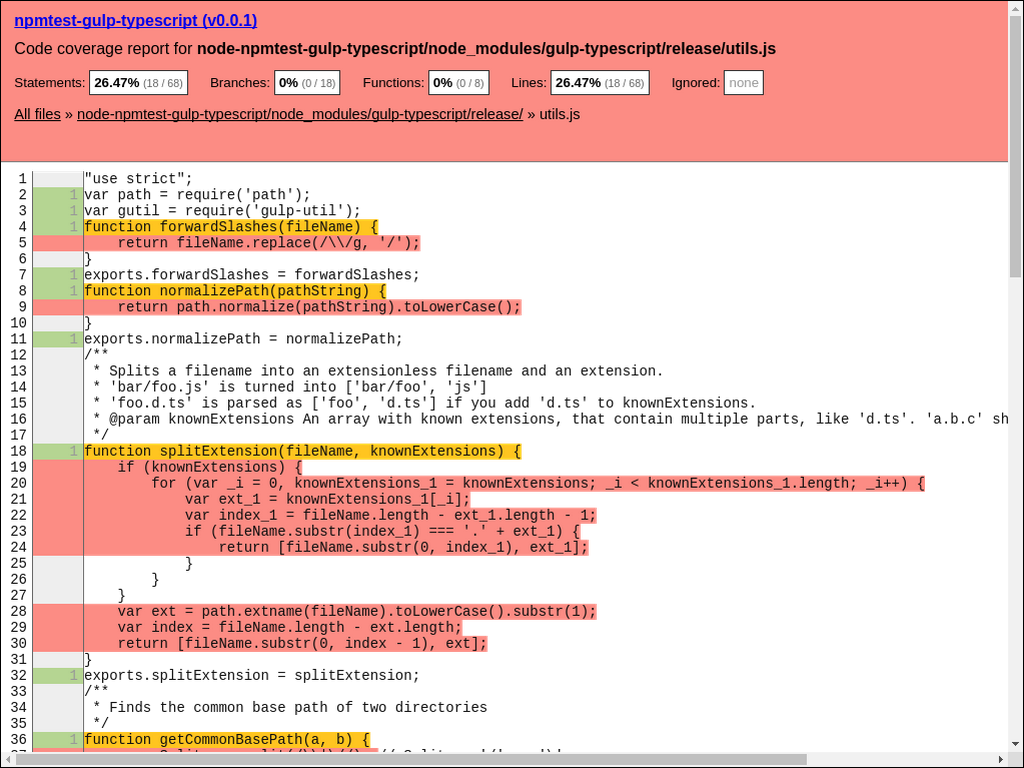 npmtest-gulp-typescript (v0.0.1)
Code coverage report for node-npmtest-gulp-typescript/node_modules/gulp-typescript/release/utils.js
Statements: 26.47% (18 / 68) Branches: 0% (0 / 18) Functions: 0% (0 / 8) Lines: 26.47% (18 / 68) Ignored: none
All files » node-npmtest-gulp-typescript/node_modules/gulp-typescript/release/ » utils.js
1 "use strict";
2 1 var path = require('path');
3 1 var gutil = require('gulp-util');
4 1 function forwardSlashes(fileName) {
5     return fileName.replace(/\\/g, '/');
6 }
7 1 exports.forwardSlashes = forwardSlashes;
8 1 function normalizePath(pathString) {
9     return path.normalize(pathString).toLowerCase();
10 }
11 1 exports.normalizePath = normalizePath;
12 /**
13  * Splits a filename into an extensionless filename and an extension.
14  * 'bar/foo.js' is turned into ['bar/foo', 'js']
15  * 'foo.d.ts' is parsed as ['foo', 'd.ts'] if you add 'd.ts' to knownExtensions.
16  * @param knownExtensions An array with known extensions, that contain multiple parts, like 'd.ts'. 'a.b.c' sh
17  */
18 1 function splitExtension(fileName, knownExtensions) {
19     if (knownExtensions) {
20         for (var _i = 0, knownExtensions_1 = knownExtensions; _i < knownExtensions_1.length; _i++) {
21             var ext_1 = knownExtensions_1[_i];
22             var index_1 = fileName.length - ext_1.length - 1;
23             if (fileName.substr(index_1) === '.' + ext_1) {
24                 return [fileName.substr(0, index_1), ext_1];
25             }
26         }
27     }
28     var ext = path.extname(fileName).toLowerCase().substr(1);
29     var index = fileName.length - ext.length;
30     return [fileName.substr(0, index - 1), ext];
31 }
32 1 exports.splitExtension = splitExtension;
33 /**
34  * Finds the common base path of two directories
35  */
36 1 function getCommonBasePath(a, b) {